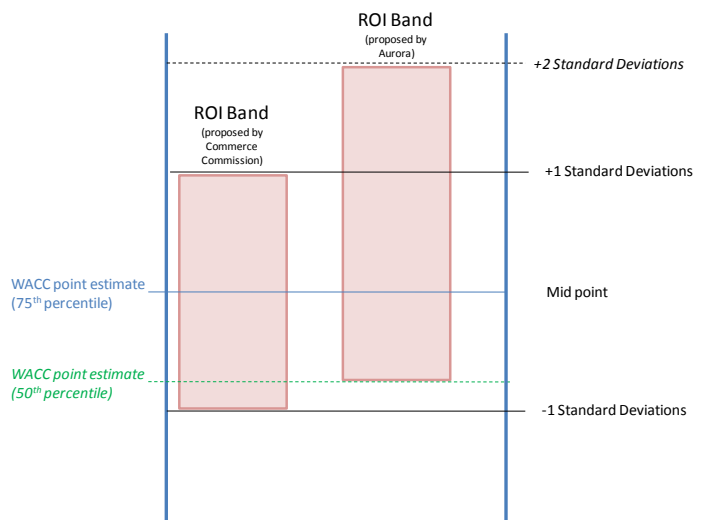 ROI Band
(proposed by
Aurora)
+2 Standard Deviations
ROI Band
(proposed by
Commerce
Commission)
+1 Standard Deviations
WACC point estimate
(75th percentile)
Mid point
WACC point estimate
(50th percentile)
-1 Standard Deviations